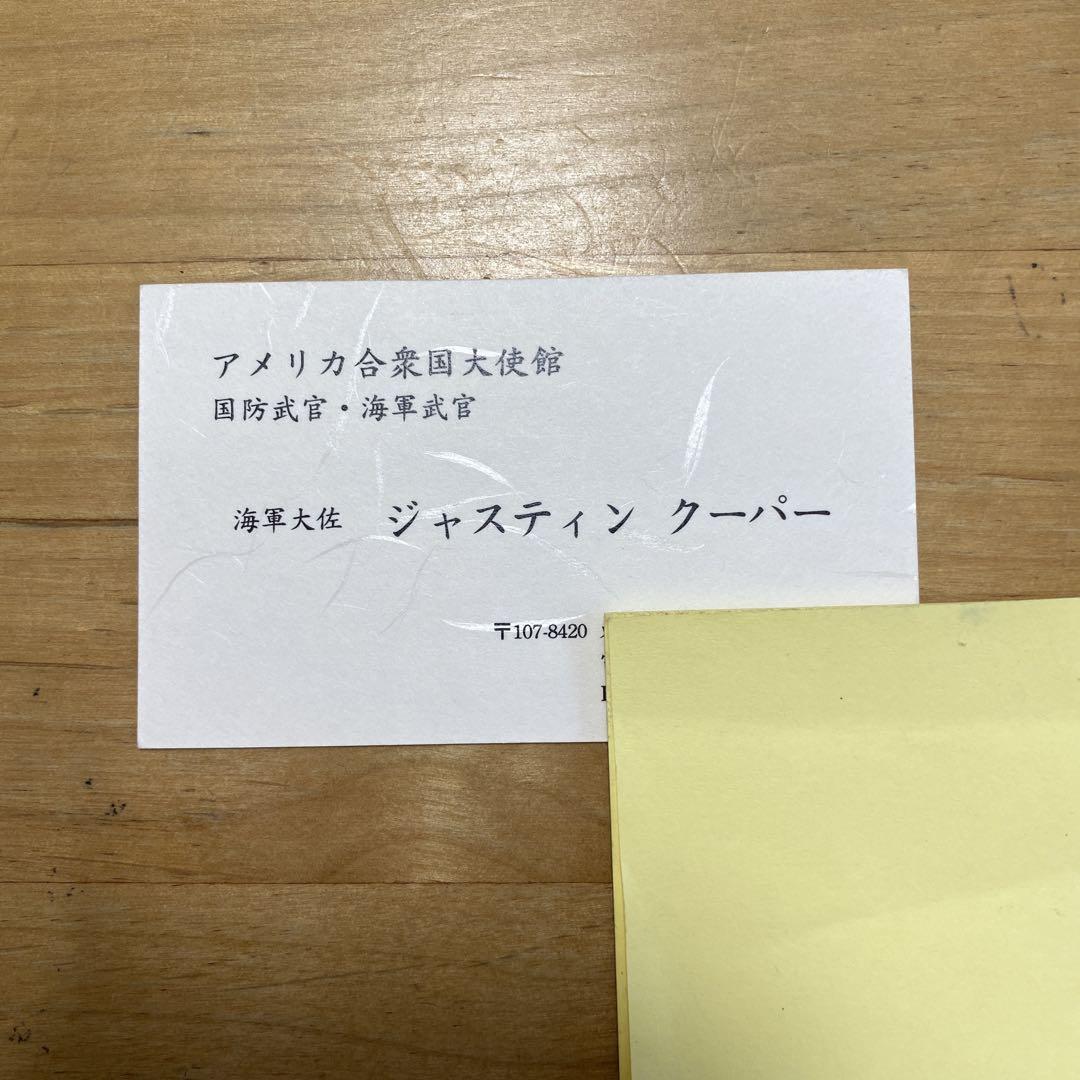 アメリカ合衆国大使館
国防武官・海軍武官
海軍大佐 ジャスティン クーパー
〒107-8420